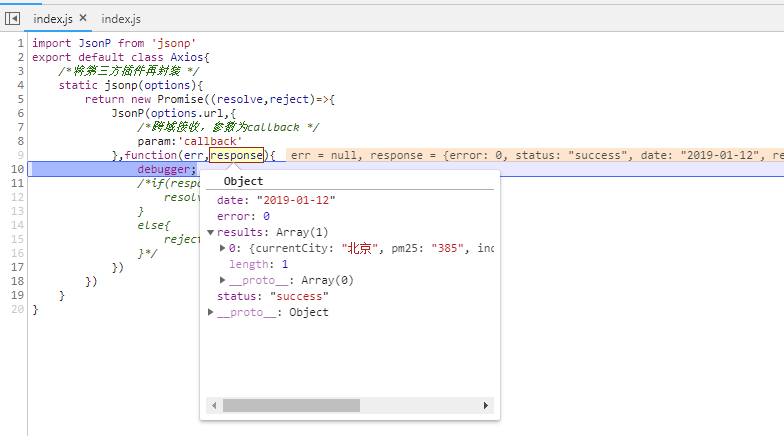 index.js × index.js
1 import JsonP from 'jsonp'
2 export default class Axios{
3 /*将第三方插件再封装 */
4 static jsonp(options){
5 return new Promise((resolve,reject)=>{
6 JsonP(options.url,{
7 /*跨域接收，参数为callback */
8 param:'callback'
9 },function(err,response){ err = null, response = {error: 0, status: "success", date: "2019-01-12", re
10 debugger;
11 /*if(respo
12 resolv
13 }
14 else{
15 reject
16 }*/
17 })
18 })
19 }
20 }
Object
date: "2019-01-12"
error: 0
results: Array(1)
0: {currentCity: "北京", pm25: "385", ind
length: 1
__proto__: Array(0)
status: "success"
__proto__: Object